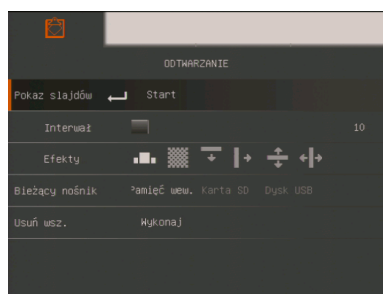 ODTWARZANIE
Pokaz slajdów Start
Interwał 10
Efekty
Bieżący nośnik Pamięć wew. Karta SD Dysk USB
Usuń wsz. Wykonaj